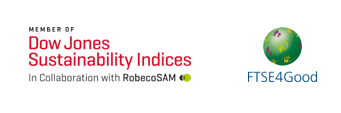 MEMBER OF
Dow Jones
Sustainability Indices
In Collaboration with RobecoSAM
FTSE4Good